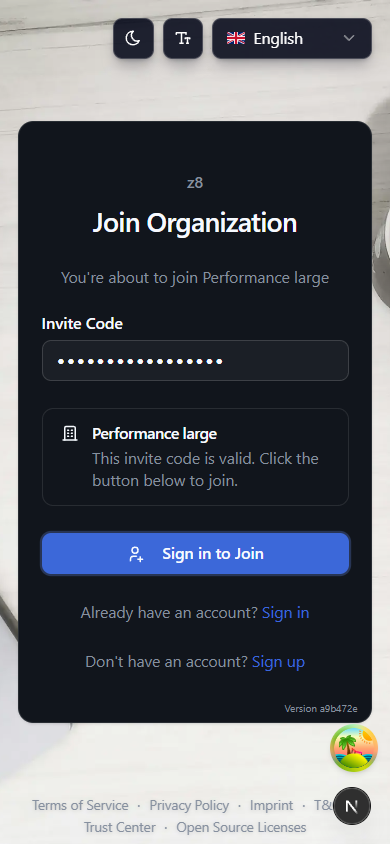 English
z8
Join Organization
You're about to join Performance large
Invite Code
••••••••••••••••
Performance large
This invite code is valid. Click the
button below to join.
Sign in to Join
Already have an account? Sign in
Don't have an account? Sign up
Version a9b472e
Terms of Service · Privacy Policy · Imprint ·
N
Trust Center · Open Source Licenses